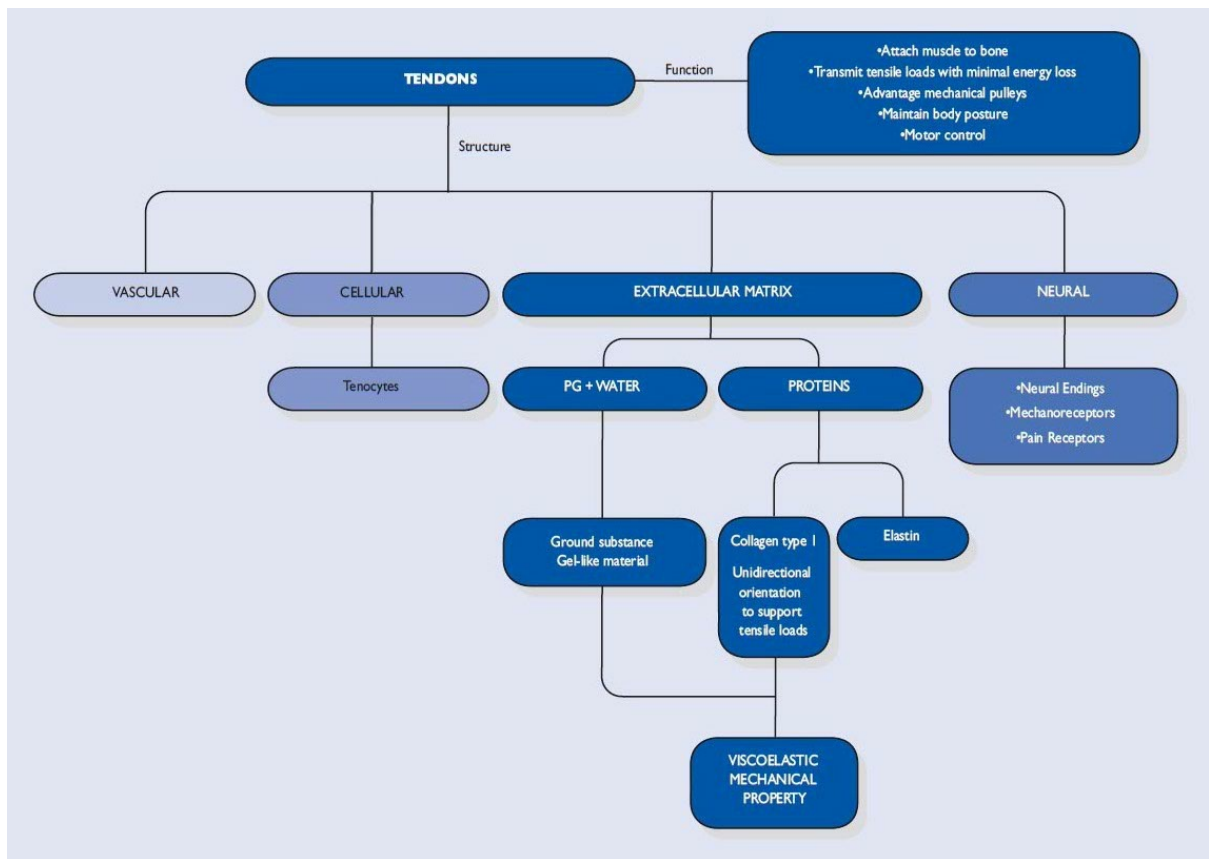 TENDONS
Function
•Attach muscle to bone
•Transmit tensile loads with minimal energy loss
•Advantage mechanical pulleys
•Maintain body posture
•Motor control
Structure
VASCULAR
CELLULAR
EXTRACELLULAR MATRIX
NEURAL
Tenocytes
PG + WATER
PROTEINS
•Neural Endings
•Mechanoreceptors
•Pain Receptors
Ground substance
Gel-like material
Collagen type 1
Unidirectional
orientation
to support
tensile loads
Elastin
VISCOELASTIC
MECHANICAL
PROPERTY